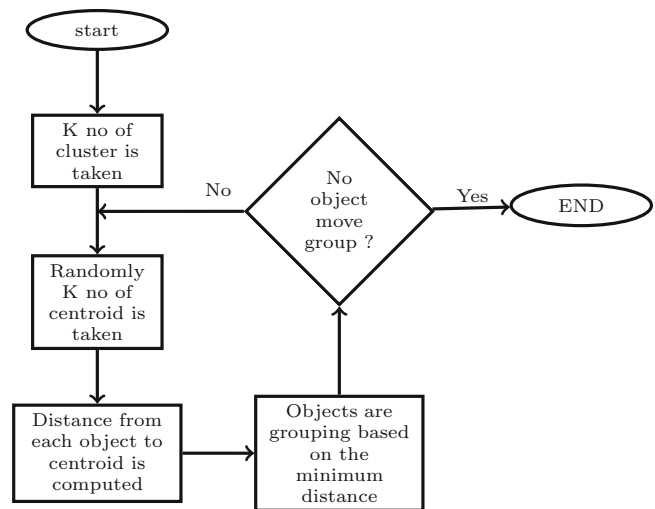 start
K no of
cluster is
taken
No
No
object
move
group ?
Yes
END
Randomly
K no of
centroid is
taken
Distance from
each object to
centroid is
computed
Objects are
grouping based
on the
minimum
distance